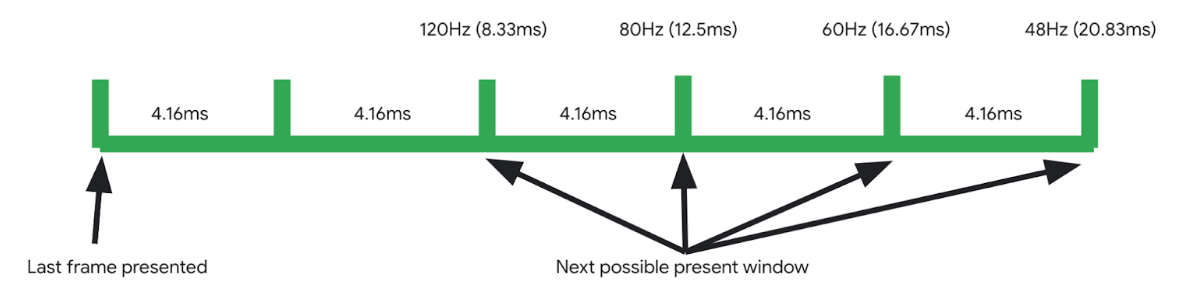 120Hz (8.33ms) 80Hz (12.5ms) 60Hz (16.67ms) 48Hz (20.83ms)
4.16ms 4.16ms 4.16ms 4.16ms 4.16ms
Last frame presented Next possible present window